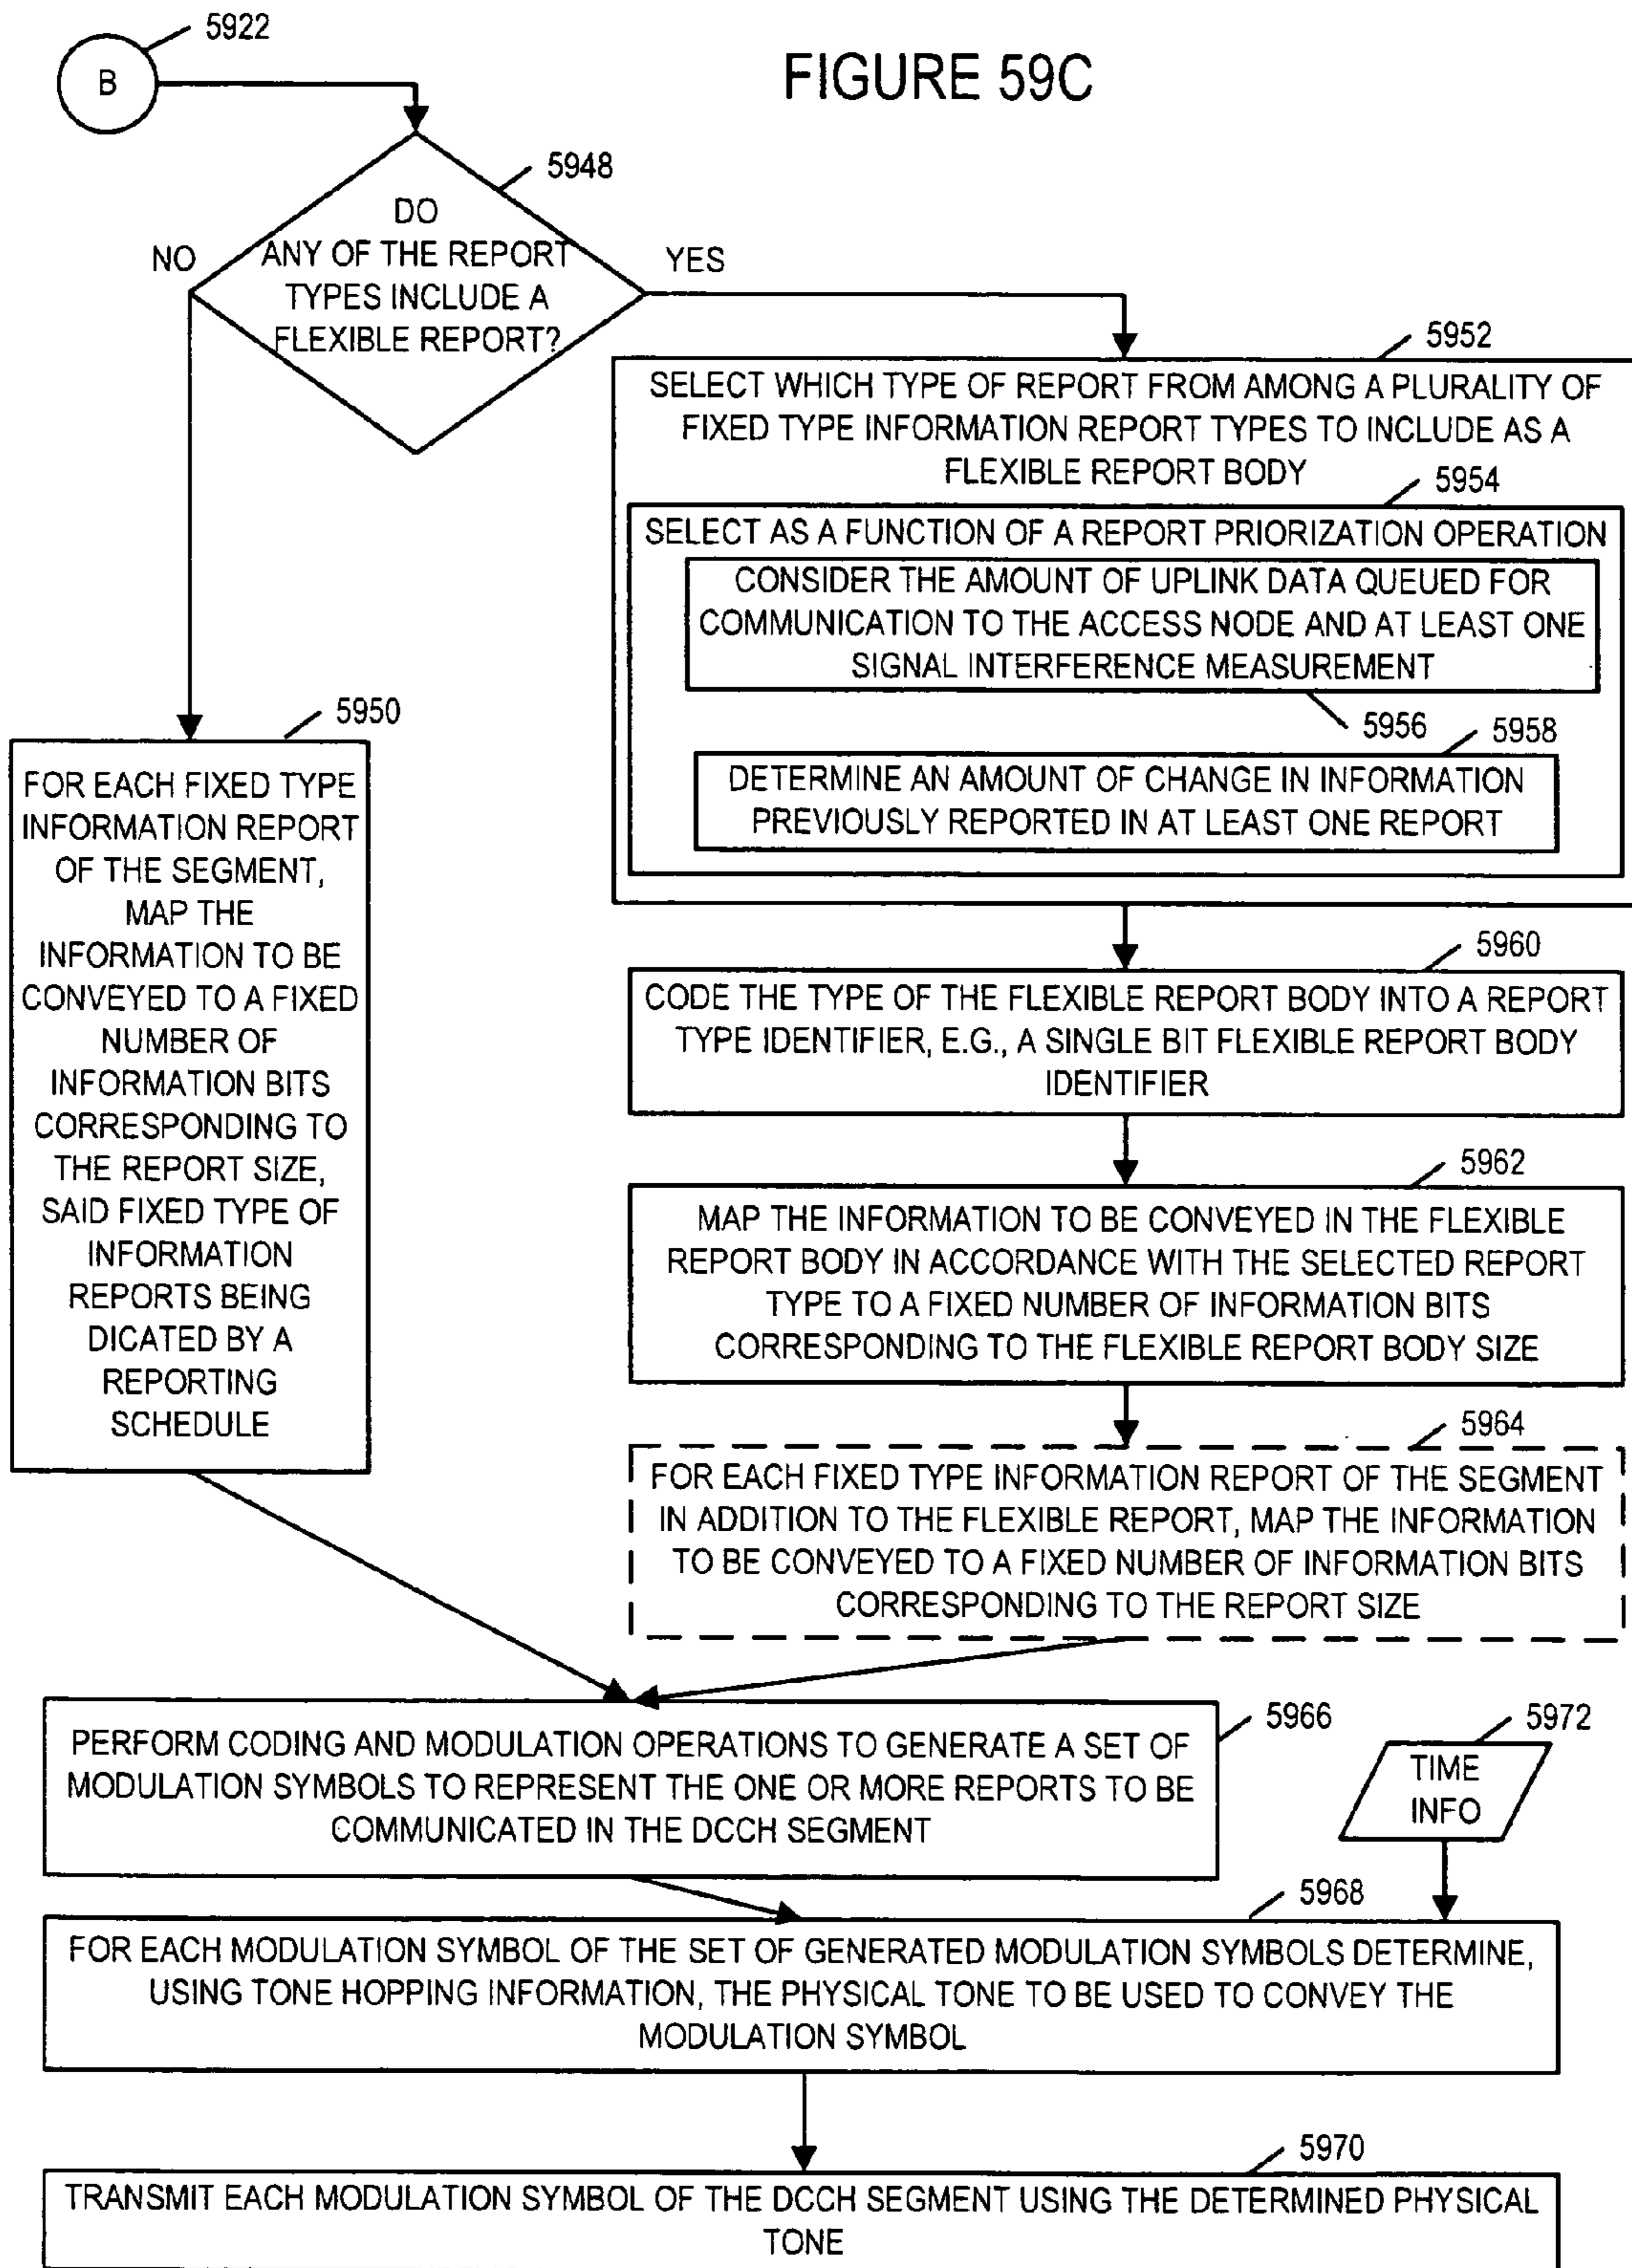 5922
B
FIGURE 59C
5948
DO
ANY OF THE REPORT
TYPES INCLUDE A
FLEXIBLE REPORT?
NO
YES
5952
SELECT WHICH TYPE OF REPORT FROM AMONG A PLURALITY OF
FIXED TYPE INFORMATION REPORT TYPES TO INCLUDE AS A
FLEXIBLE REPORT BODY
5954
SELECT AS A FUNCTION OF A REPORT PRIORIZATION OPERATION
CONSIDER THE AMOUNT OF UPLINK DATA QUEUED FOR
COMMUNICATION TO THE ACCESS NODE AND AT LEAST ONE
SIGNAL INTERFERENCE MEASUREMENT
5956
5958
DETERMINE AN AMOUNT OF CHANGE IN INFORMATION
PREVIOUSLY REPORTED IN AT LEAST ONE REPORT
5950
FOR EACH FIXED TYPE
INFORMATION REPORT
OF THE SEGMENT,
MAP THE
INFORMATION TO BE
CONVEYED TO A FIXED
NUMBER OF
INFORMATION BITS
CORRESPONDING TO
THE REPORT SIZE,
SAID FIXED TYPE OF
INFORMATION
REPORTS BEING
DICATED BY A
REPORTING
SCHEDULE
5960
CODE THE TYPE OF THE FLEXIBLE REPORT BODY INTO A REPORT
TYPE IDENTIFIER, E.G., A SINGLE BIT FLEXIBLE REPORT BODY
IDENTIFIER
5962
MAP THE INFORMATION TO BE CONVEYED IN THE FLEXIBLE
REPORT BODY IN ACCORDANCE WITH THE SELECTED REPORT
TYPE TO A FIXED NUMBER OF INFORMATION BITS
CORRESPONDING TO THE FLEXIBLE REPORT BODY SIZE
5964
FOR EACH FIXED TYPE INFORMATION REPORT OF THE SEGMENT
IN ADDITION TO THE FLEXIBLE REPORT, MAP THE INFORMATION
TO BE CONVEYED TO A FIXED NUMBER OF INFORMATION BITS
CORRESPONDING TO THE REPORT SIZE
5966
PERFORM CODING AND MODULATION OPERATIONS TO GENERATE A SET OF
MODULATION SYMBOLS TO REPRESENT THE ONE OR MORE REPORTS TO BE
COMMUNICATED IN THE DCCH SEGMENT
5972
TIME
INFO
5968
FOR EACH MODULATION SYMBOL OF THE SET OF GENERATED MODULATION SYMBOLS DETERMINE,
USING TONE HOPPING INFORMATION, THE PHYSICAL TONE TO BE USED TO CONVEY THE
MODULATION SYMBOL
5970
TRANSMIT EACH MODULATION SYMBOL OF THE DCCH SEGMENT USING THE DETERMINED PHYSICAL
TONE